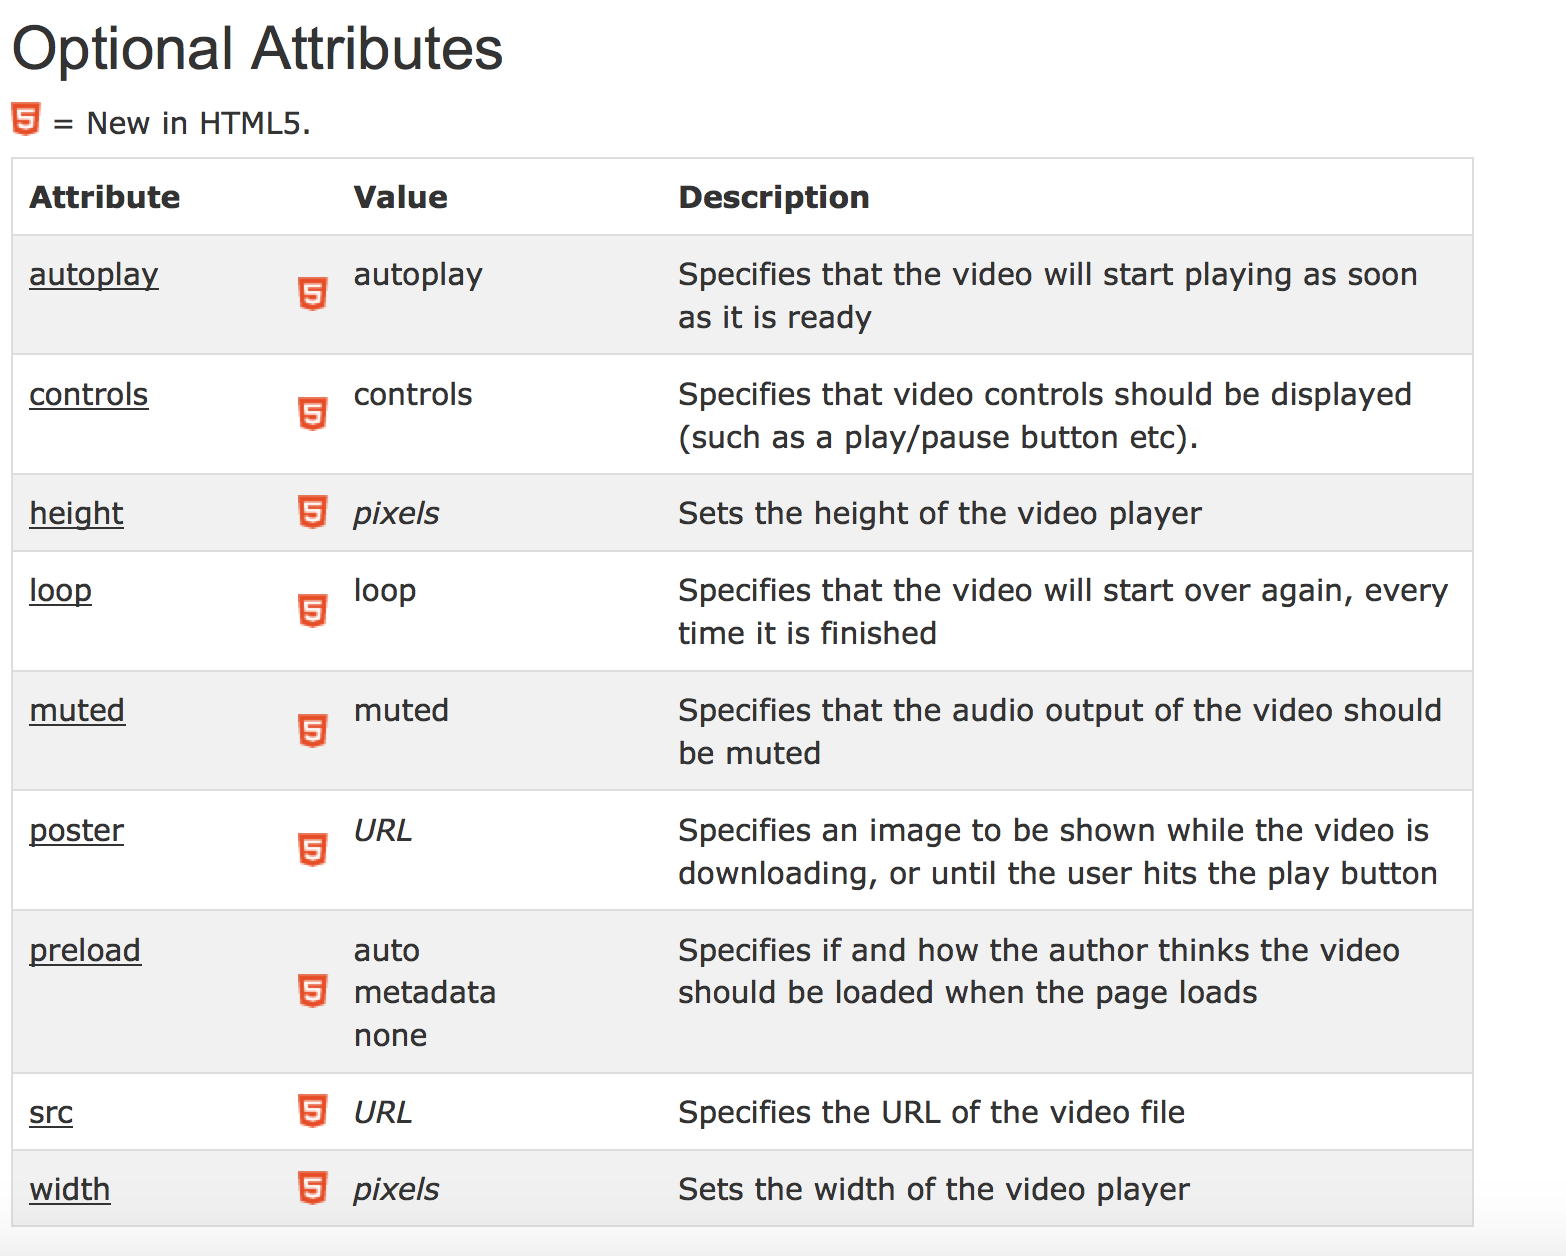 Optional Attributes
5 = New in HTML5.
Attribute Value Description
autoplay 5 autoplay Specifies that the video will start playing as soon
as it is ready
controls 5 controls Specifies that video controls should be displayed
(such as a play/pause button etc).
height 5 pixels Sets the height of the video player
loop 5 loop Specifies that the video will start over again, every
time it is finished
muted 5 muted Specifies that the audio output of the video should
be muted
poster 5 URL Specifies an image to be shown while the video is
downloading, or until the user hits the play button
preload auto Specifies if and how the author thinks the video
5 metadata should be loaded when the page loads
none
src 5 URL Specifies the URL of the video file
width 5 pixels Sets the width of the video player